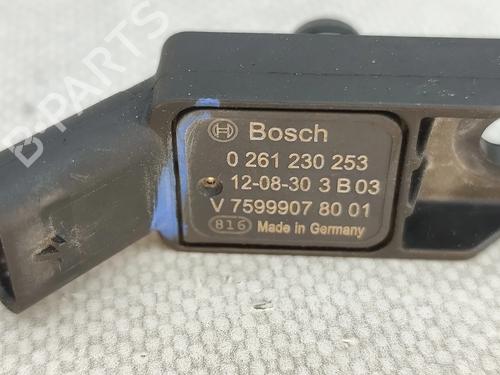 B-PARTS
Bosch
0 261 230 253
12-08-30 3 B 03
V 7599907 80 01
816 Made in Germany